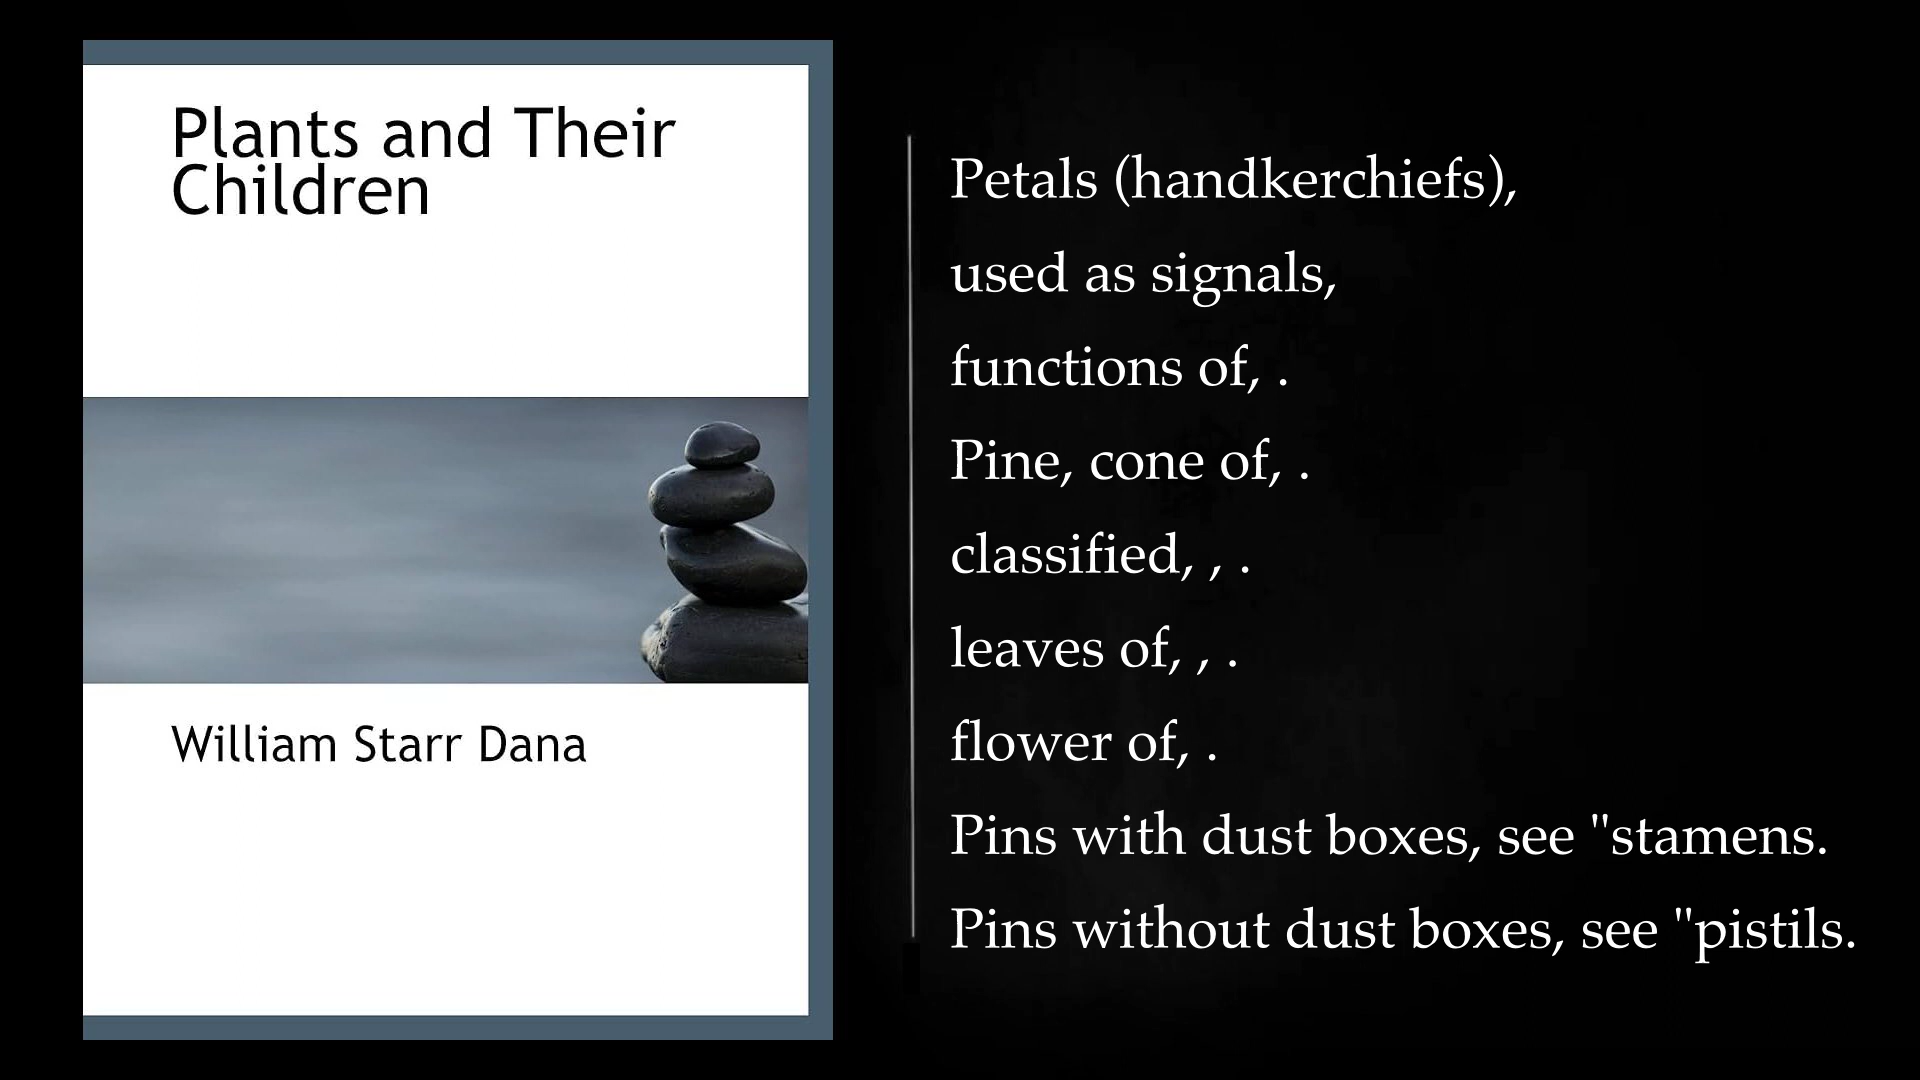 Plants and Their
Children
William Starr Dana
Petals (handkerchiefs),
used as signals,
functions of, .
Pine, cone of, .
classified, , .
leaves of, , .
flower of, .
Pins with dust boxes, see "stamens.
Pins without dust boxes, see "pistils.